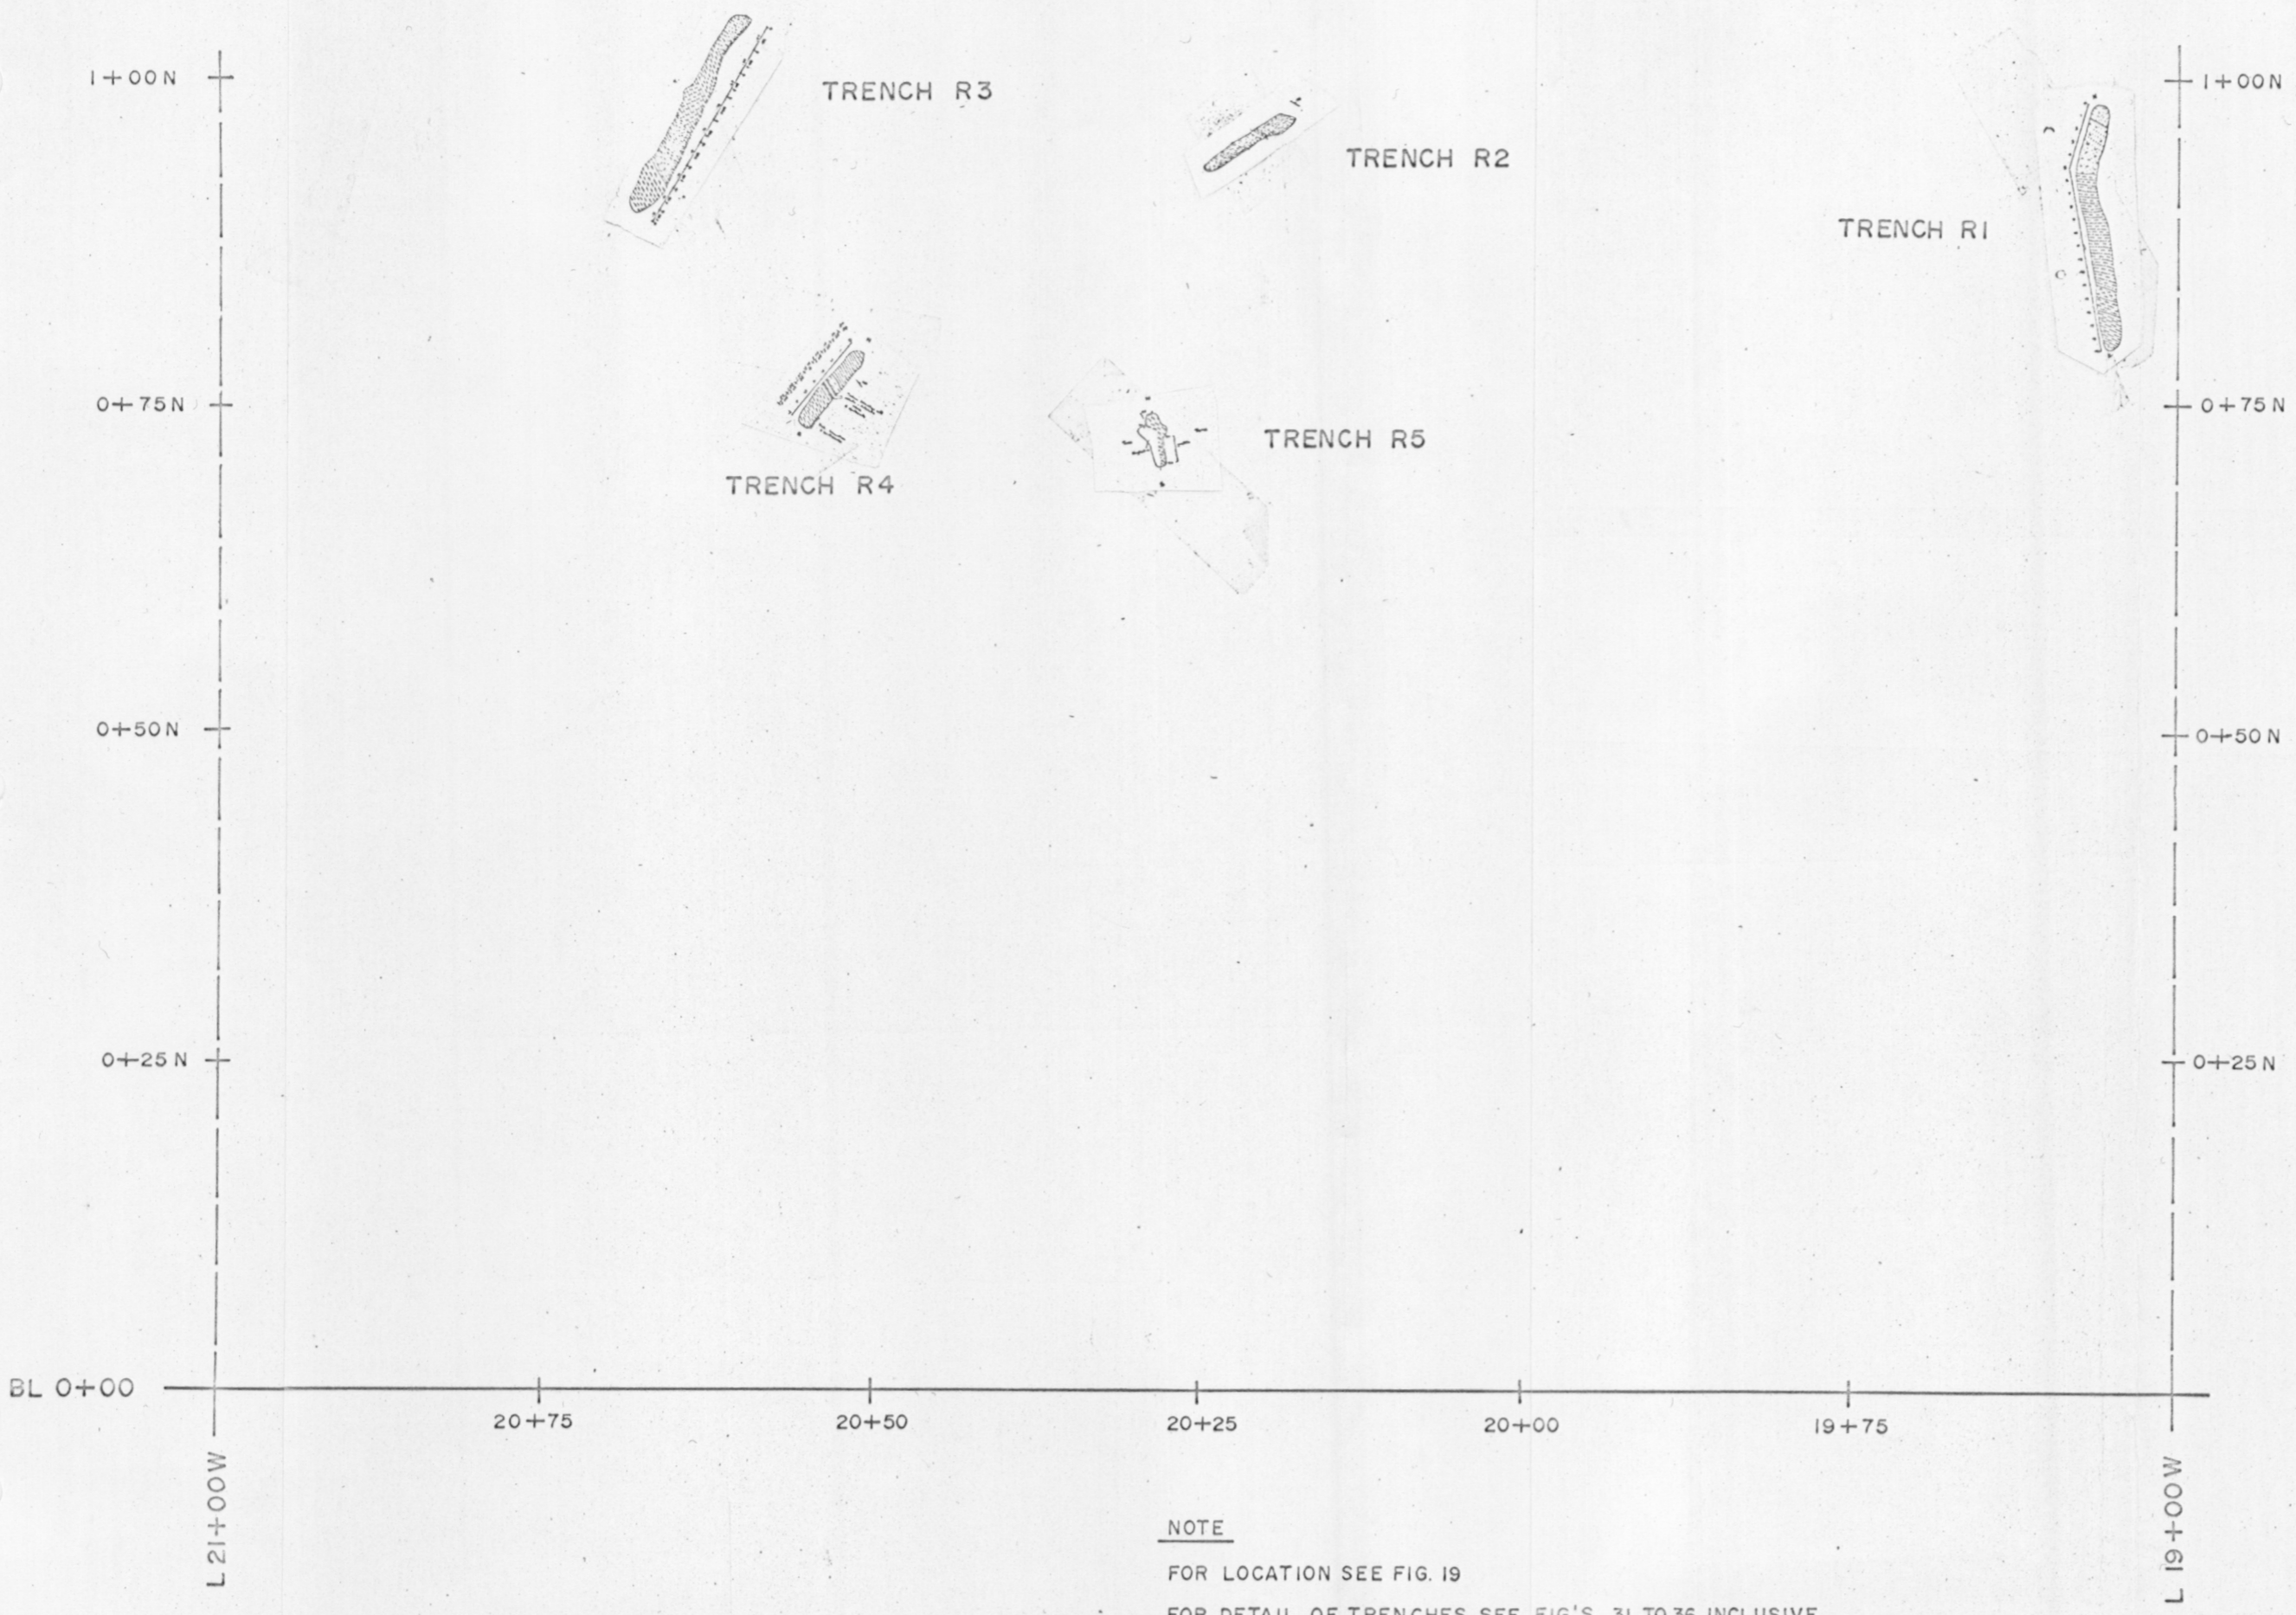 1+00N
TRENCH R3
1+00N
TRENCH R2
TRENCH R1
0+75N
0+75N
TRENCH R5
TRENCH R4
0+50N
0+50N
0+25N
0+25N
BL 0+00
20+75
20+50
20+25
20+00
19+75
L 21+00W
L 19+00W
NOTE
FOR LOCATION SEE FIG. 19
FOR DETAIL OF TRENCHES SEE FIG'S. 31 TO 36 INCLUSIVE